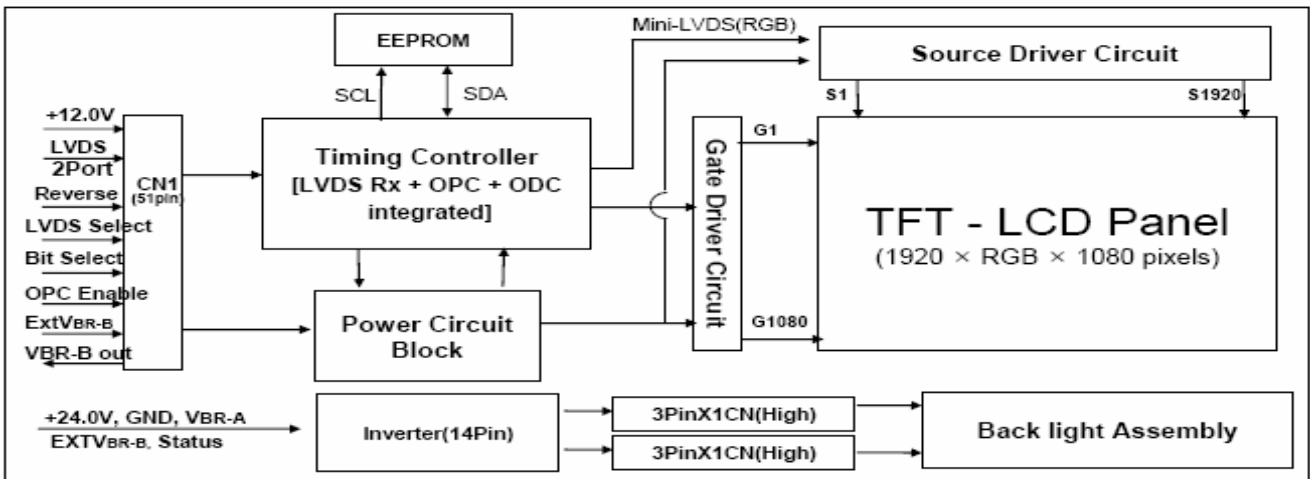 EEPROM
Mini-LVDS(RGB)
Source Driver Circuit
SCL
SDA
S1
S1920
+12.0V
LVDS
2Port
Reverse
LVDS Select
Bit Select
OPC Enable
ExtVBR-B
VBR-B out
CN1
(51pin)
Timing Controller
[LVDS Rx + OPC + ODC
integrated]
Power Circuit
Block
Gate Driver Circuit
G1
G1080
TFT - LCD Panel
(1920 × RGB × 1080 pixels)
+24.0V, GND, VBR-A
EXTVBR-B, Status
Inverter(14Pin)
3PinX1CN(High)
3PinX1CN(High)
Back light Assembly